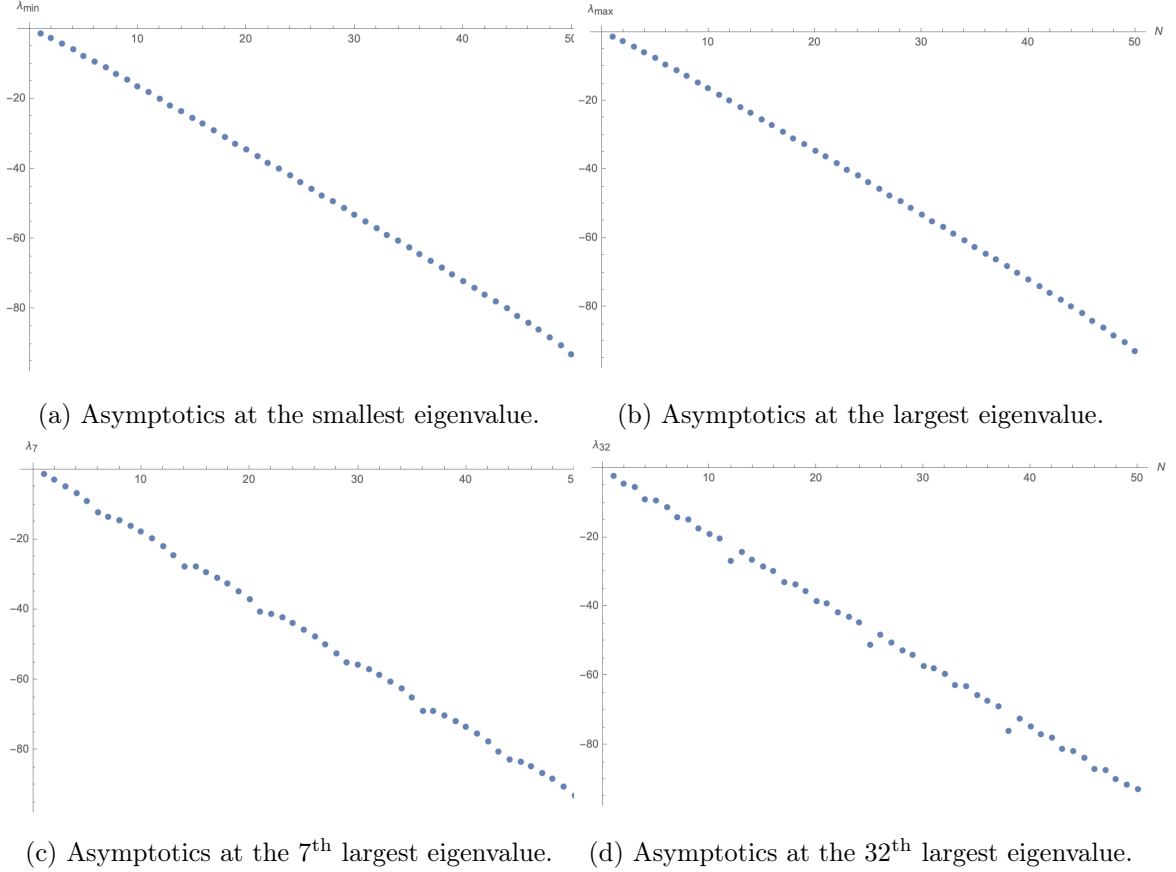 λmin
10 20 30 40 50
−20
−40
−60
−80
(a) Asymptotics at the smallest eigenvalue.
λmax
10 20 30 40 50 N
−20
−40
−60
−80
(b) Asymptotics at the largest eigenvalue.
λ7
10 20 30 40 5
−20
−40
−60
−80
(c) Asymptotics at the 7th largest eigenvalue.
λ32
10 20 30 40 50 N
−20
−40
−60
−80
(d) Asymptotics at the 32th largest eigenvalue.